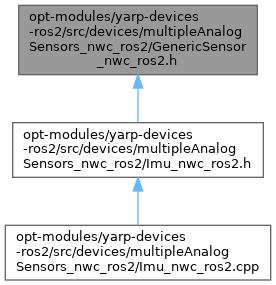 opt-modules/yarp-devices
-ros2/src/devices/multipleAnalog
Sensors_nwc_ros2/GenericSensor
_nwc_ros2.h
opt-modules/yarp-devices
-ros2/src/devices/multipleAnalog
Sensors_nwc_ros2/Imu_nwc_ros2.h
opt-modules/yarp-devices
-ros2/src/devices/multipleAnalog
Sensors_nwc_ros2/Imu_nwc_ros2.cpp